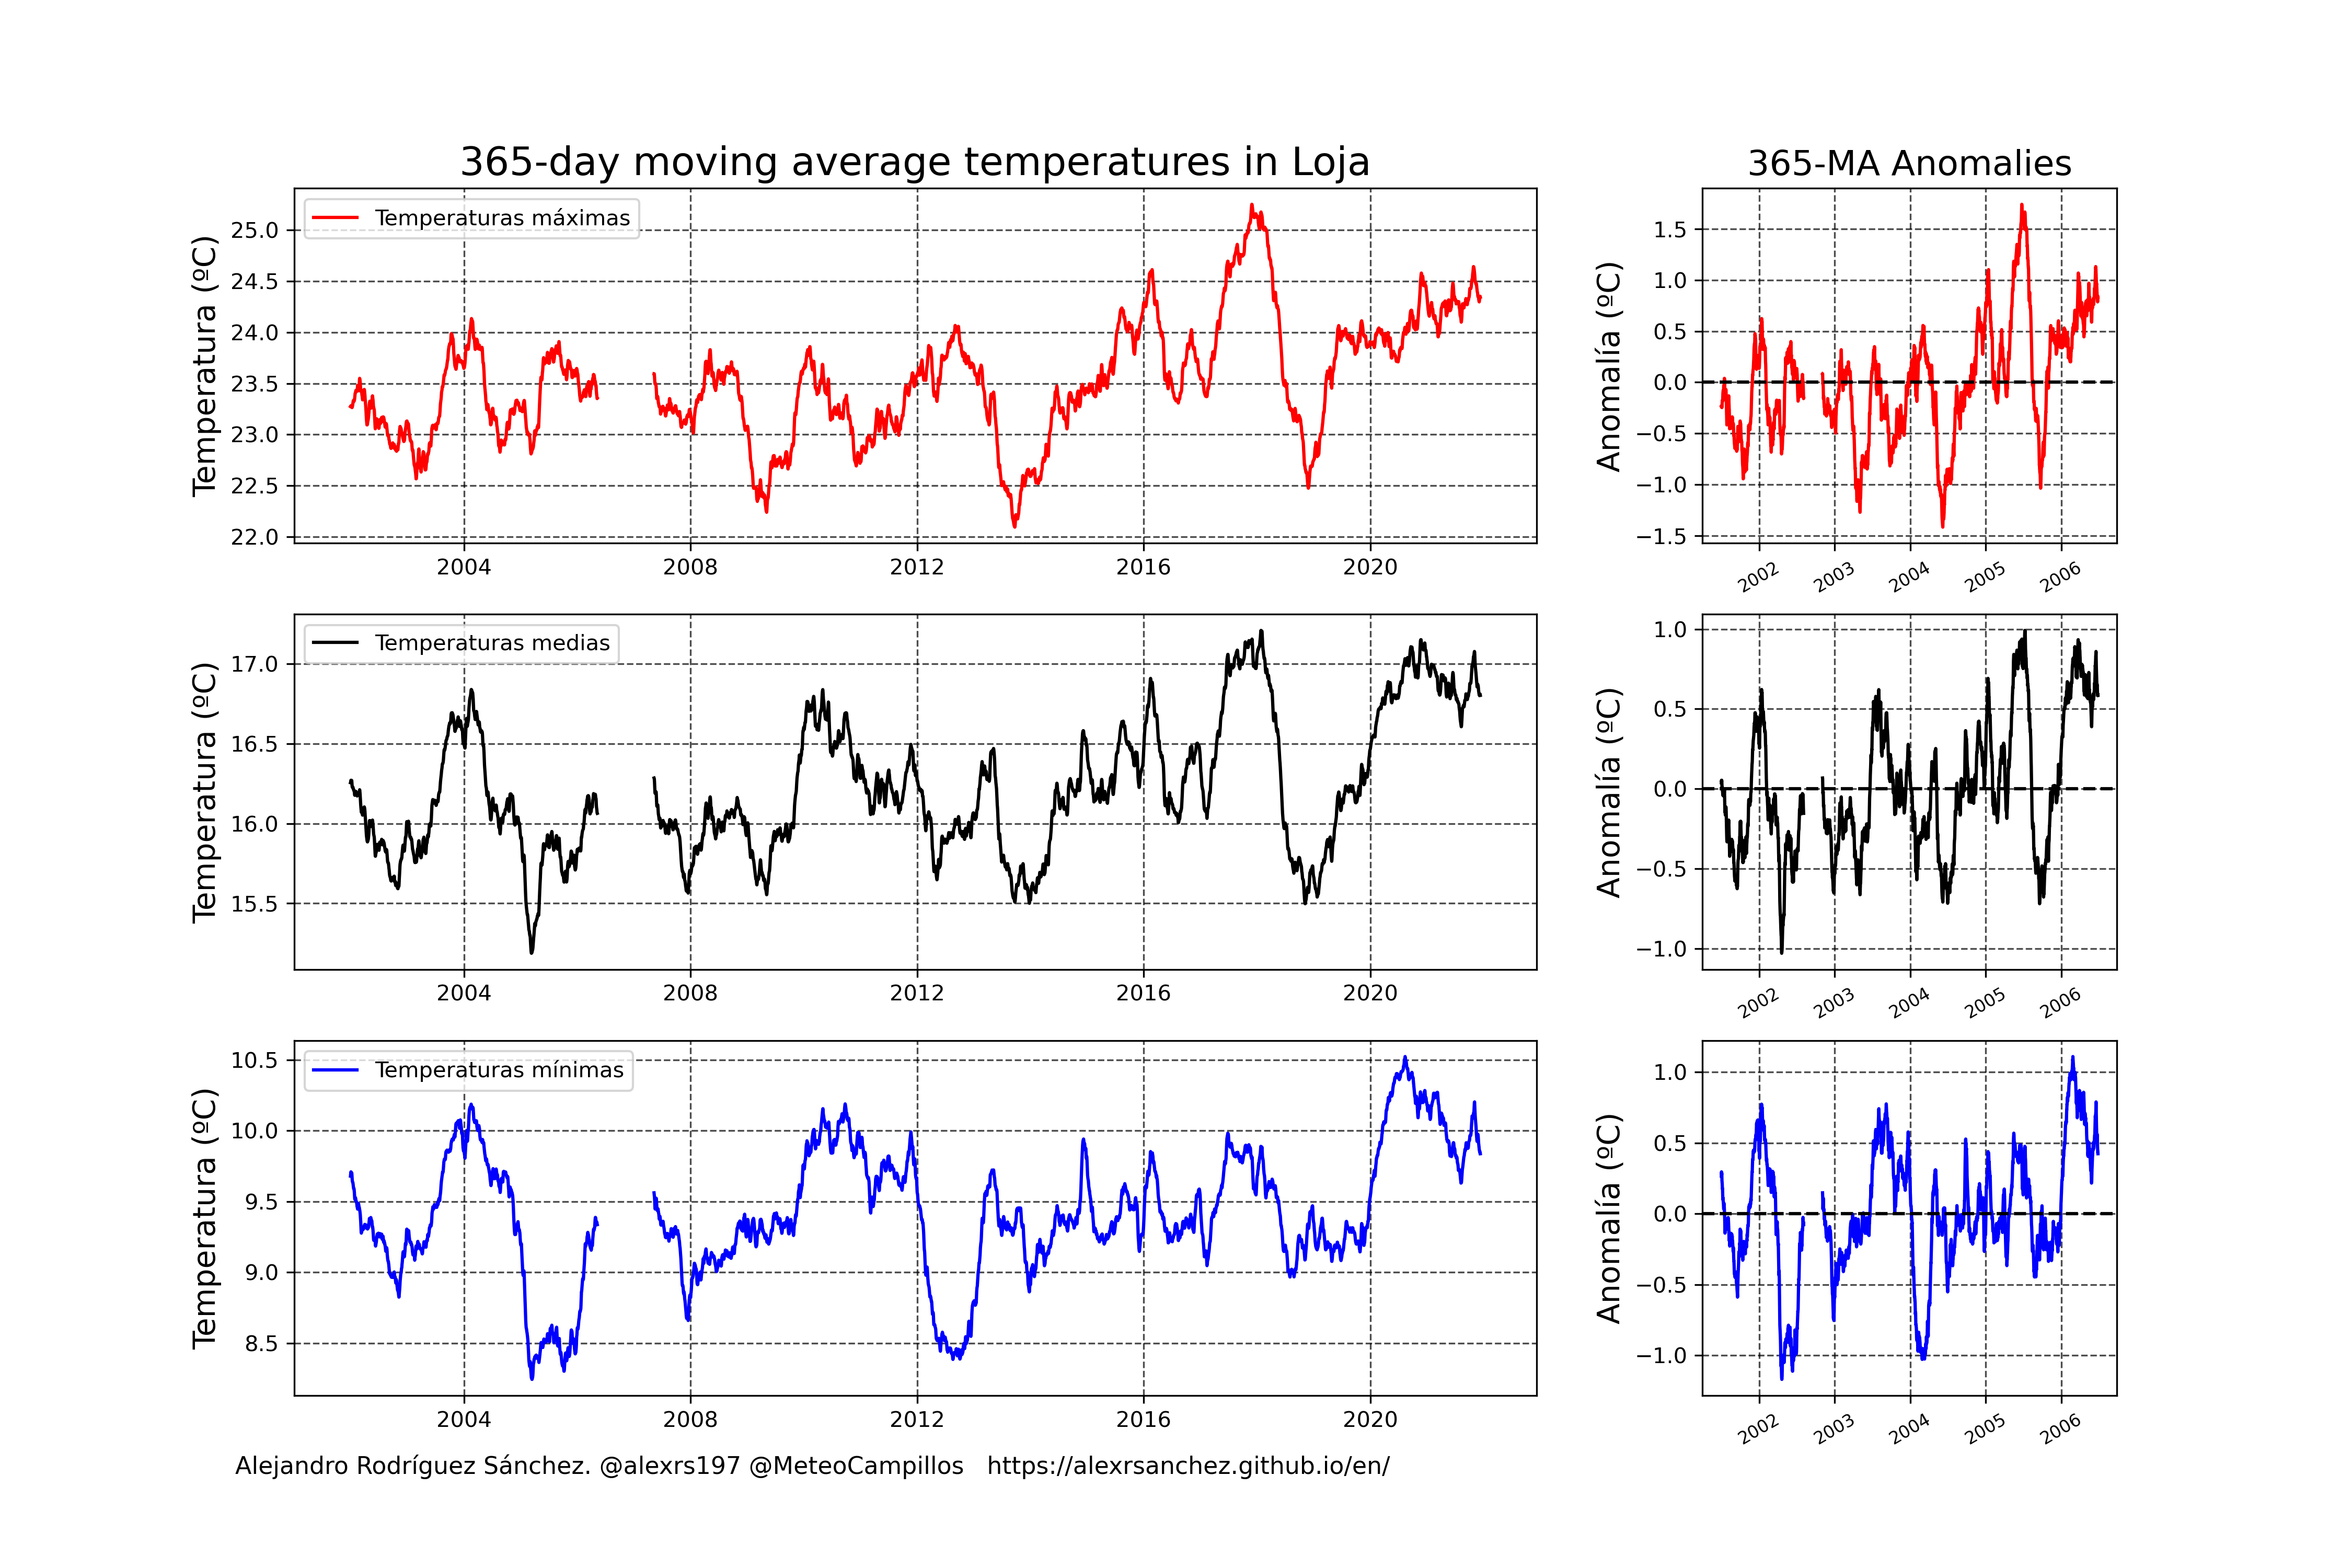 365-day moving average temperatures in Loja
365-MA Anomalies
Temperaturas máximas
Temperatura (ºC)
25.0
24.5
24.0
23.5
23.0
22.5
22.0
2004 2008 2012 2016 2020
Anomalía (ºC)
1.5
1.0
0.5
0.0
−0.5
−1.0
−1.5
2002 2003 2004 2005 2006
Temperaturas medias
Temperatura (ºC)
17.0
16.5
16.0
15.5
2004 2008 2012 2016 2020
Anomalía (ºC)
1.0
0.5
0.0
−0.5
−1.0
2002 2003 2004 2005 2006
Temperaturas mínimas
Temperatura (ºC)
10.5
10.0
9.5
9.0
8.5
2004 2008 2012 2016 2020
Anomalía (ºC)
1.0
0.5
0.0
−0.5
−1.0
2002 2003 2004 2005 2006
Alejandro Rodríguez Sánchez. @alexrs197 @MeteoCampillos https://alexrsanchez.github.io/en/